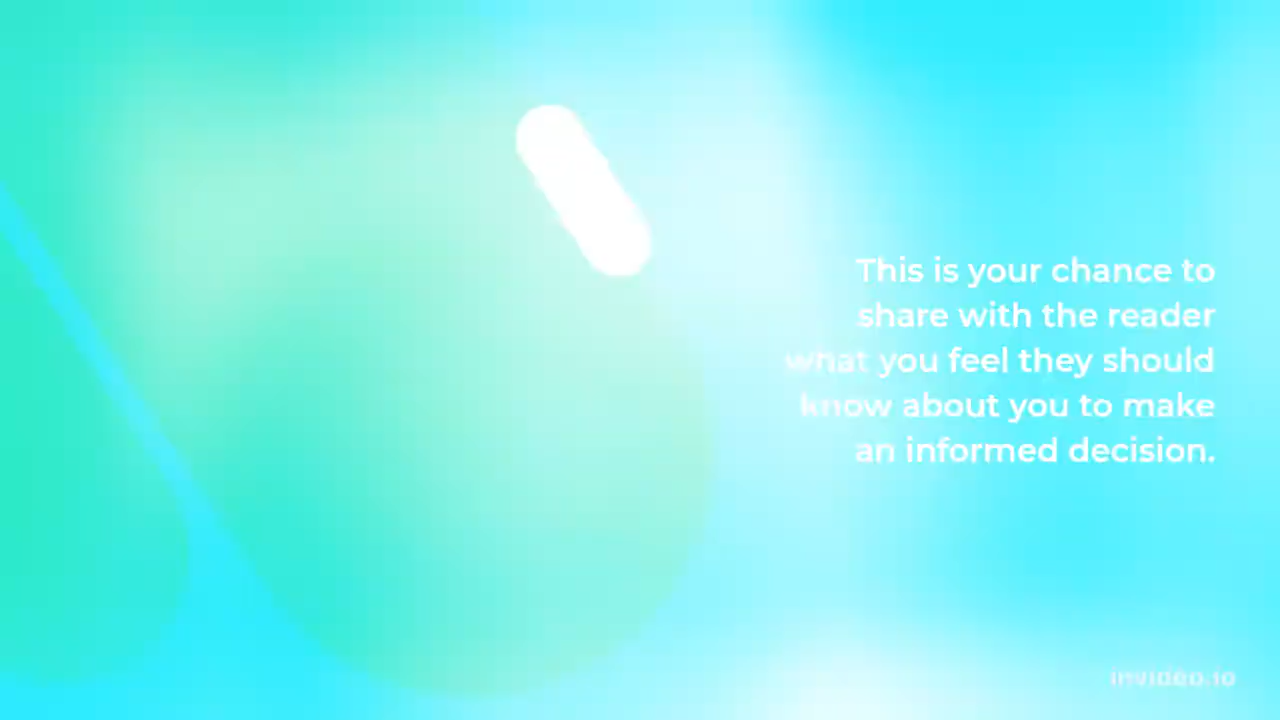 This is your chance to
share with the reader
what you feel they should
know about you to make
an informed decision.
invideo.io